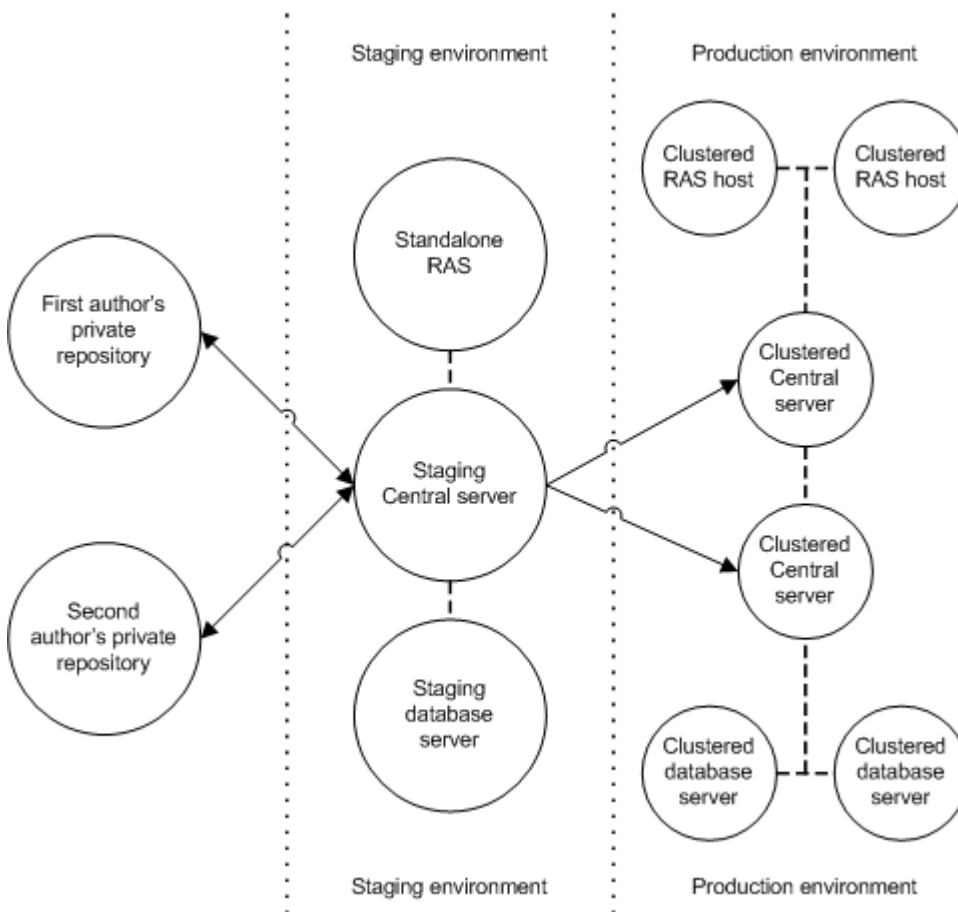 Staging environment
Production environment
Clustered
RAS host
Clustered
RAS host
Standalone
RAS
First author's
private
repository
Clustered
Central
server
Staging
Central server
Clustered
Central
server
Second
author's private
repository
Staging
database
server
Clustered
database
server
Clustered
database
server
Staging environment
Production environment